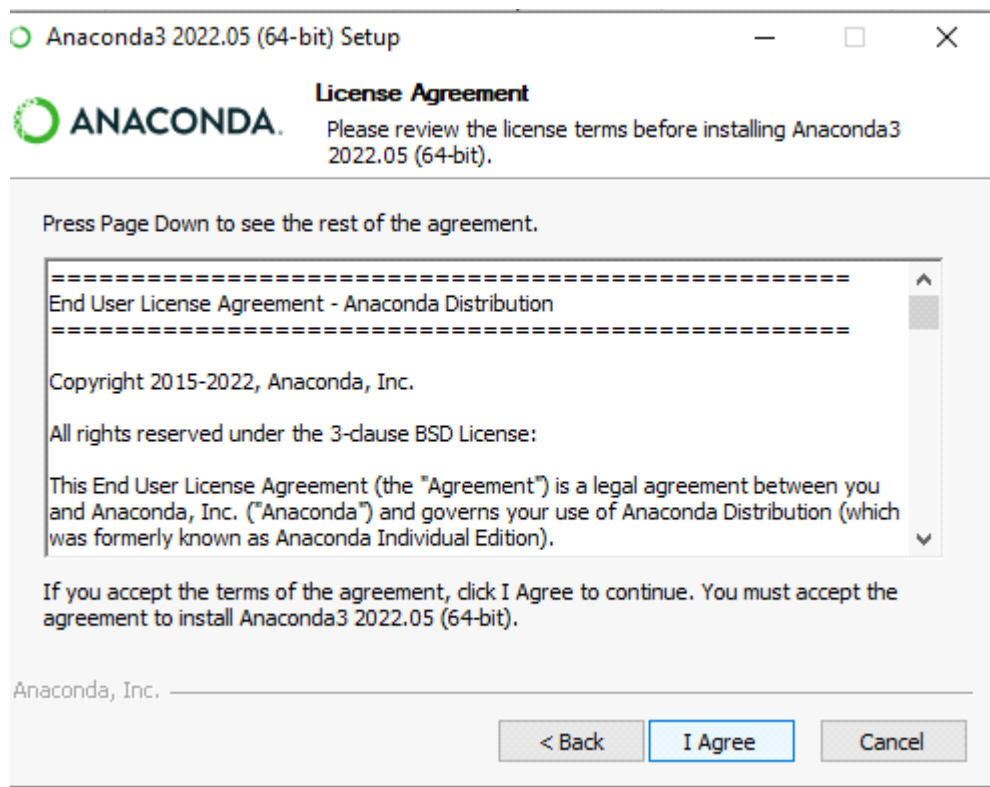 Anaconda3 2022.05 (64-bit) Setup
ANACONDA.
License Agreement
Please review the license terms before installing Anaconda3
2022.05 (64-bit).
Press Page Down to see the rest of the agreement.
==================================================
End User License Agreement - Anaconda Distribution
==================================================
Copyright 2015-2022, Anaconda, Inc.
All rights reserved under the 3-clause BSD License:
This End User License Agreement (the "Agreement") is a legal agreement between you
and Anaconda, Inc. ("Anaconda") and governs your use of Anaconda Distribution (which
was formerly known as Anaconda Individual Edition).
If you accept the terms of the agreement, click I Agree to continue. You must accept the
agreement to install Anaconda3 2022.05 (64-bit).
Anaconda, Inc.
< Back
I Agree
Cancel